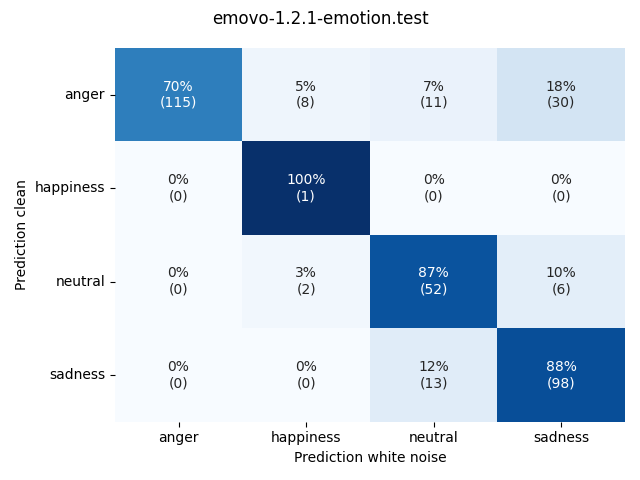 emovo-1.2.1-emotion.test
Prediction clean
anger
70%
(115)
5%
(8)
7%
(11)
18%
(30)
happiness
0%
(0)
100%
(1)
0%
(0)
0%
(0)
neutral
0%
(0)
3%
(2)
87%
(52)
10%
(6)
sadness
0%
(0)
0%
(0)
12%
(13)
88%
(98)
anger
happiness
neutral
sadness
Prediction white noise